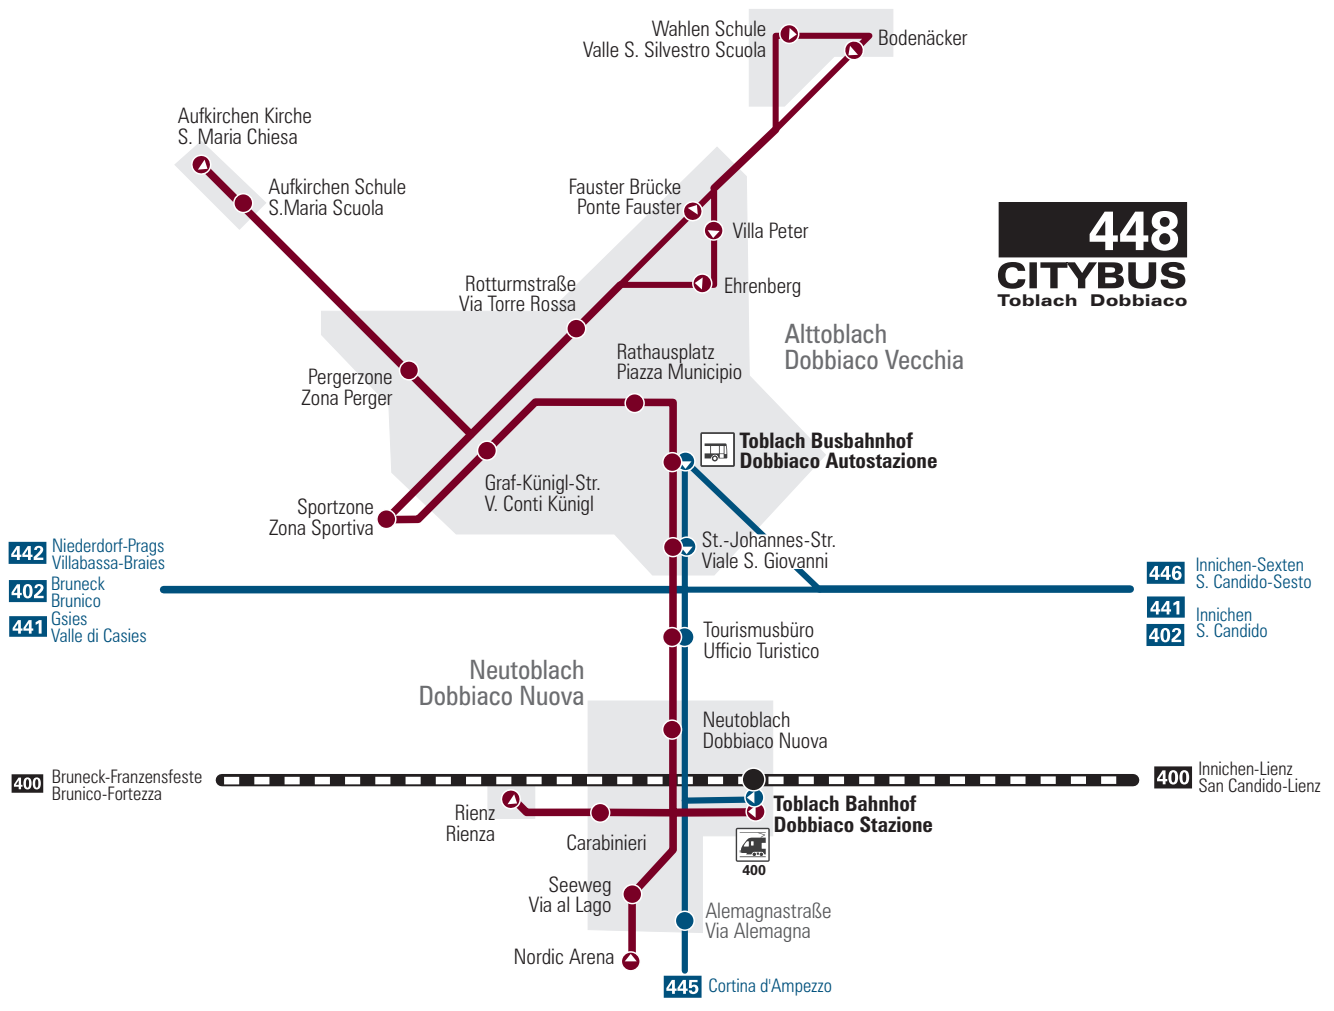 Wahlen Schule
Valle S. Silvestro Scuola
Bodenäcker
Aufkirchen Kirche
S. Maria Chiesa
Aufkirchen Schule
S.Maria Scuola
Fauster Brücke
Ponte Fauster
Villa Peter
448
CITYBUS
Toblach Dobbiaco
Rotturmstraße
Via Torre Rossa
Ehrenberg
Alttoblach
Dobbiaco Vecchia
Rathausplatz
Piazza Municipio
Pergerzone
Zona Perger
Toblach Busbahnhof
Dobbiaco Autostazione
Graf-Künigl-Str.
V. Conti Künigl
Sportzone
Zona Sportiva
St.-Johannes-Str.
Viale S. Giovanni
442 Niederdorf-Prags
Villabassa-Braies
402 Bruneck
Brunico
441 Gsies
Valle di Casies
446 Innichen-Sexten
S. Candido-Sesto
441 Innichen
402 S. Candido
Tourismusbüro
Ufficio Turistico
Neutoblach
Dobbiaco Nuova
Neutoblach
Dobbiaco Nuova
400 Bruneck-Franzensfeste
Brunico-Fortezza
400 Innichen-Lienz
San Candido-Lienz
Rienz
Rienza
Carabinieri
Toblach Bahnhof
Dobbiaco Stazione
400
Seeweg
Via al Lago
Alemagnastraße
Via Alemagna
Nordic Arena
445 Cortina d'Ampezzo